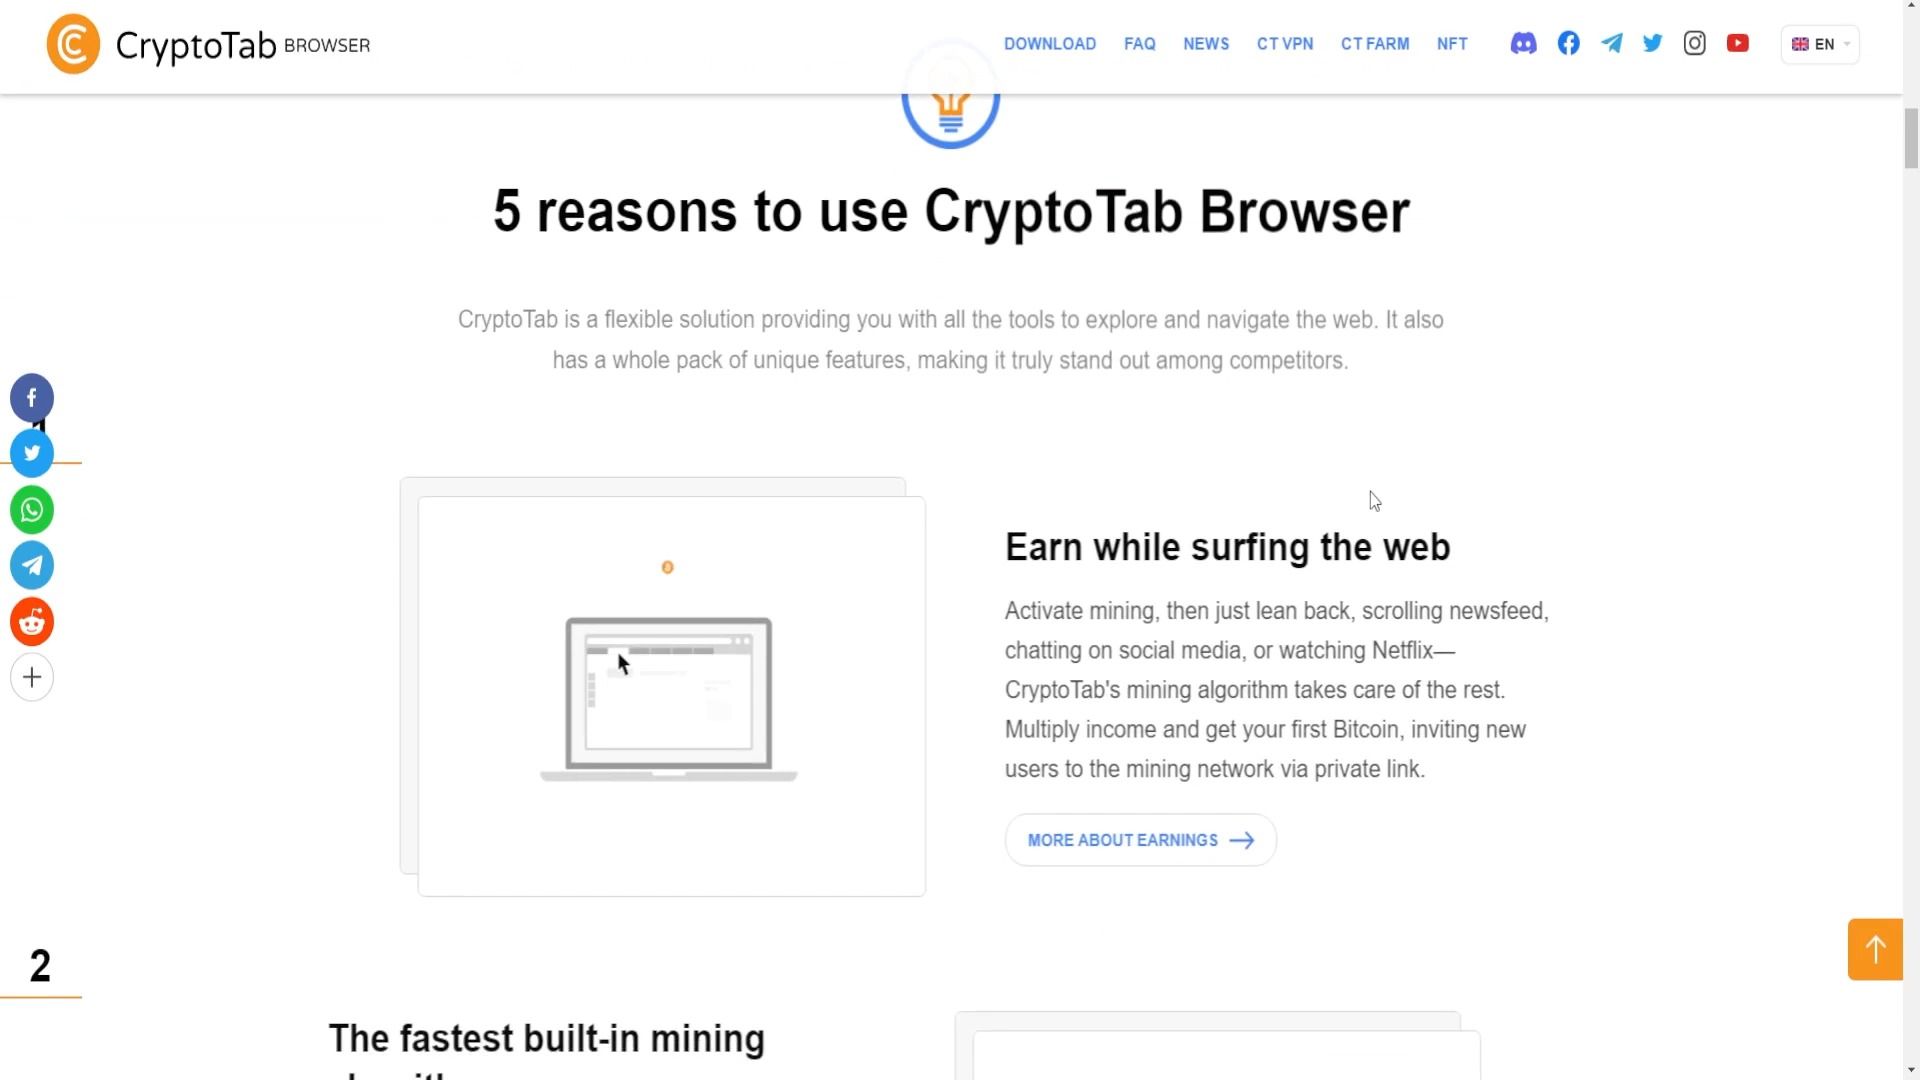 CryptoTab BROWSER
DOWNLOAD FAQ NEWS CT VPN CT FARM NFT EN
5 reasons to use CryptoTab Browser
CryptoTab is a flexible solution providing you with all the tools to explore and navigate the web. It also
has a whole pack of unique features, making it truly stand out among competitors.
1
Earn while surfing the web
Activate mining, then just lean back, scrolling newsfeed,
chatting on social media, or watching Netflix—
CryptoTab's mining algorithm takes care of the rest.
Multiply income and get your first Bitcoin, inviting new
users to the mining network via private link.
MORE ABOUT EARNINGS
2
The fastest built-in mining